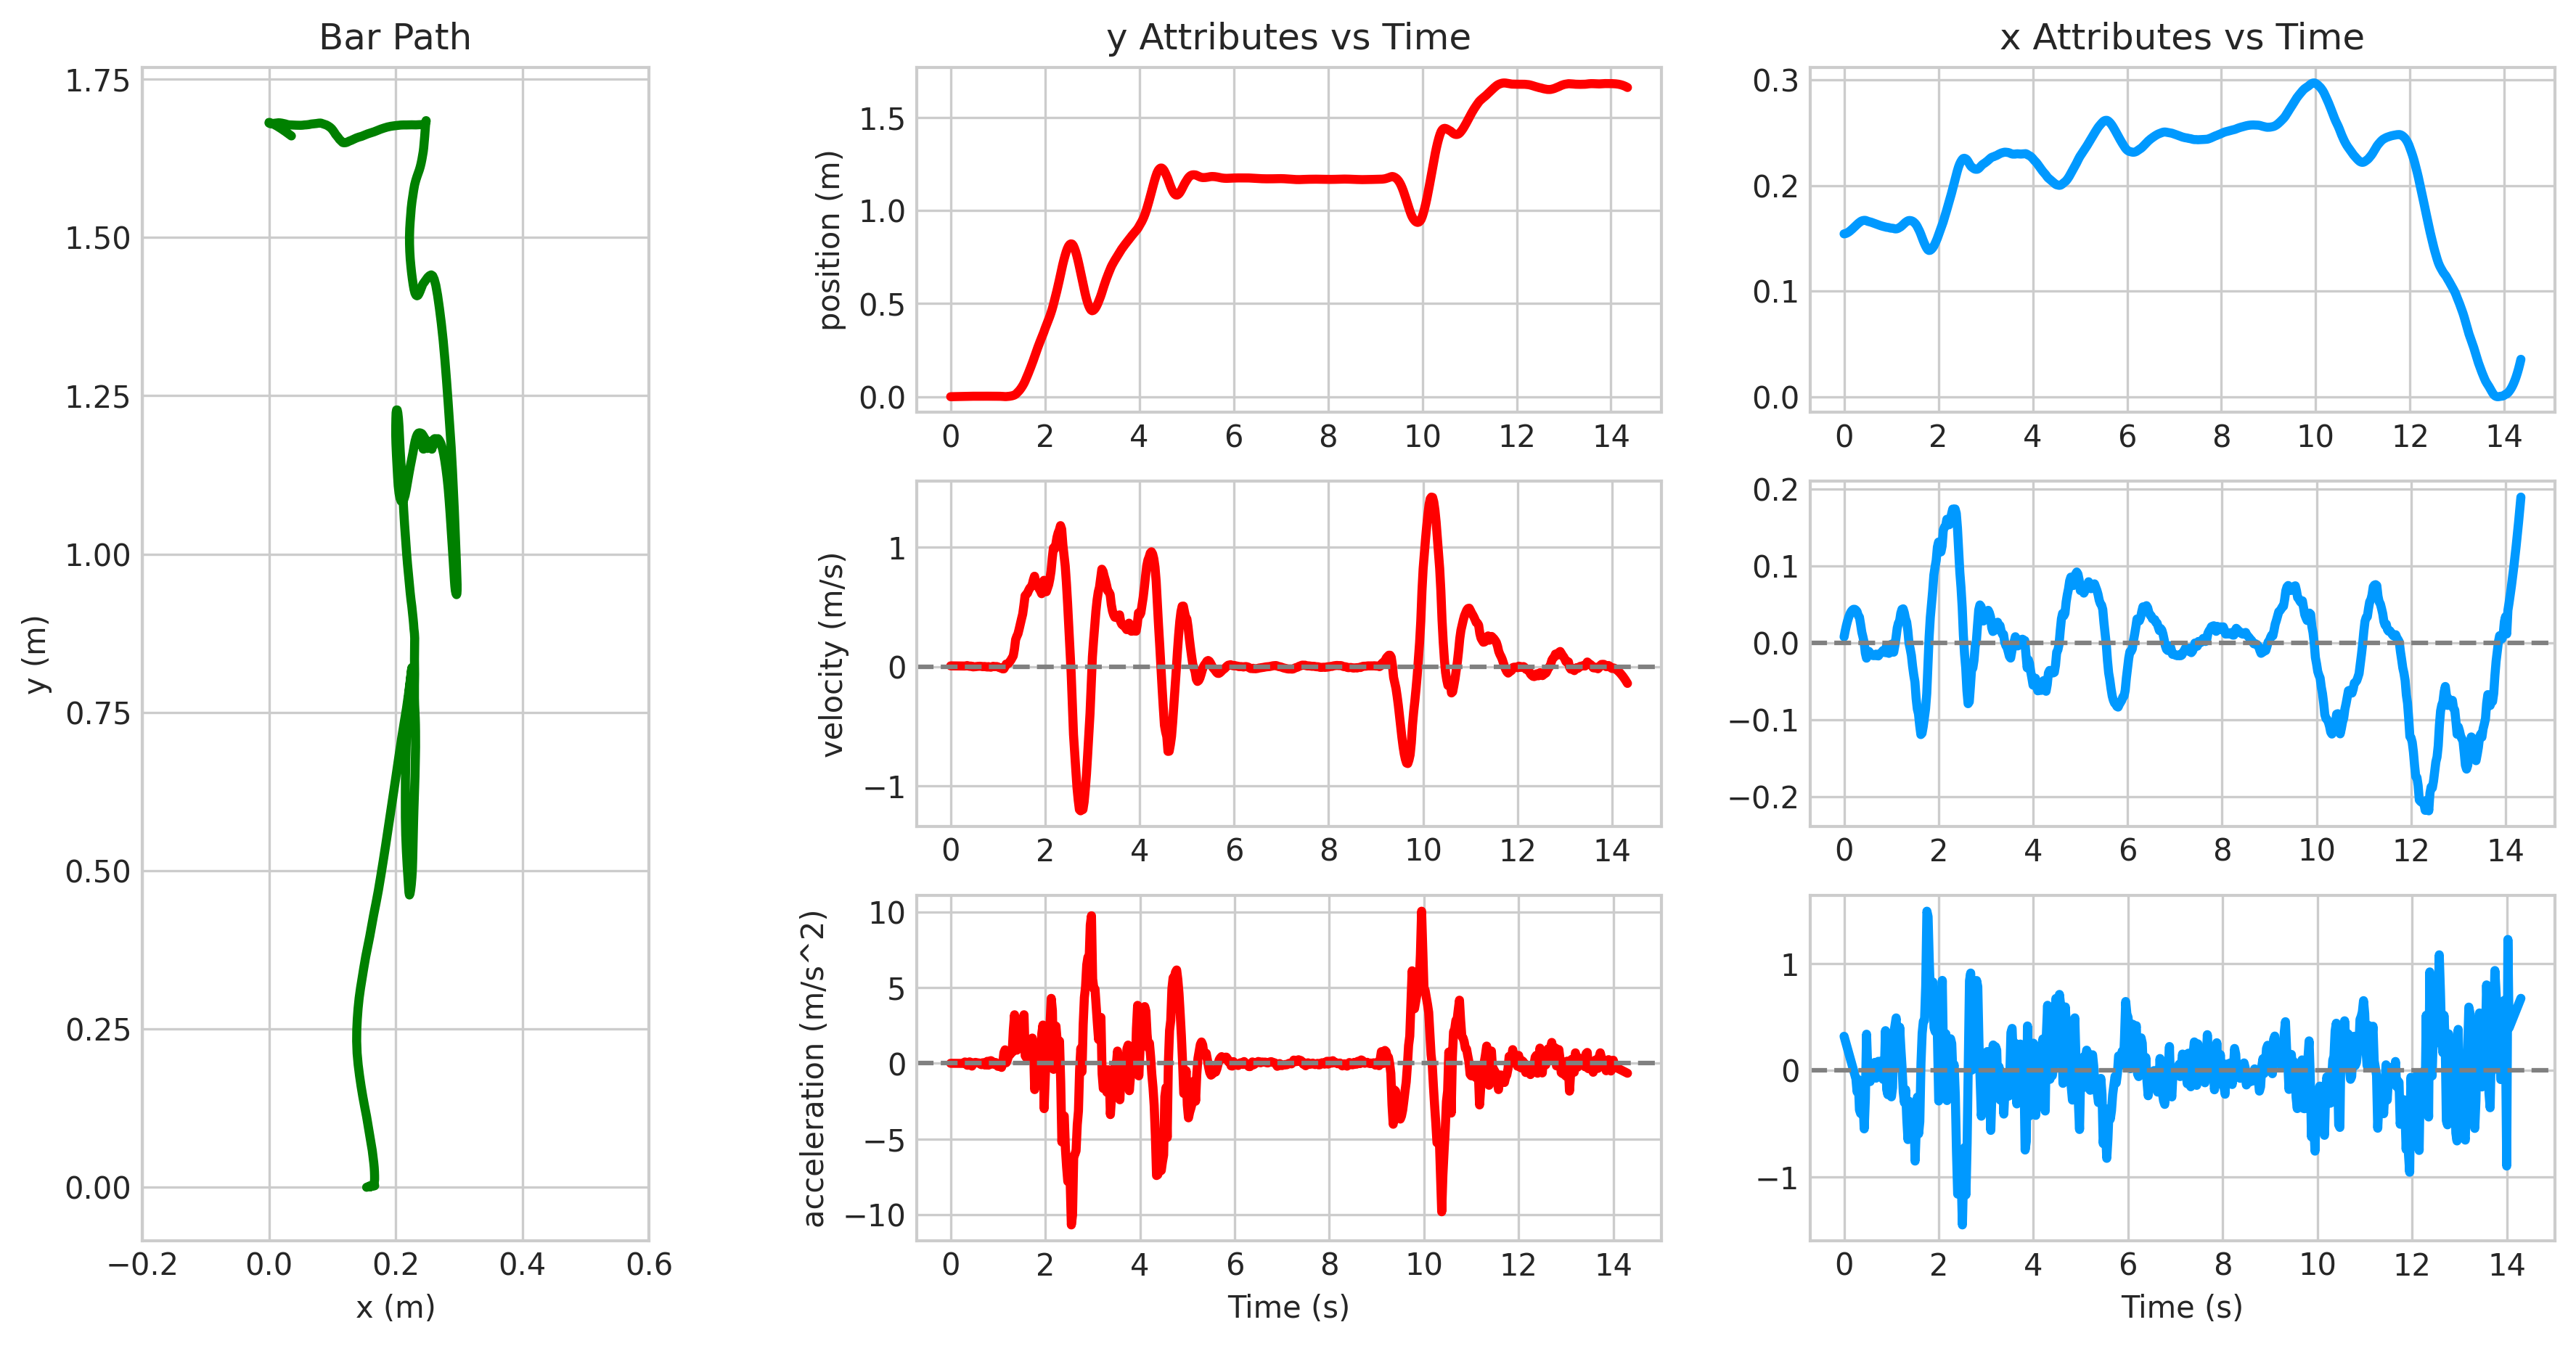 Bar Path
y Attributes vs Time
x Attributes vs Time
1.75
1.50
1.25
1.00
0.75
0.50
0.25
0.00
y (m)
−0.2 0.0 0.2 0.4 0.6
x (m)
1.5
1.0
0.5
0.0
position (m)
0 2 4 6 8 10 12 14
0.3
0.2
0.1
0.0
0 2 4 6 8 10 12 14
1
0
−1
velocity (m/s)
0 2 4 6 8 10 12 14
0.2
0.1
0.0
−0.1
−0.2
0 2 4 6 8 10 12 14
10
5
0
−5
−10
acceleration (m/s^2)
0 2 4 6 8 10 12 14
Time (s)
1
0
−1
0 2 4 6 8 10 12 14
Time (s)